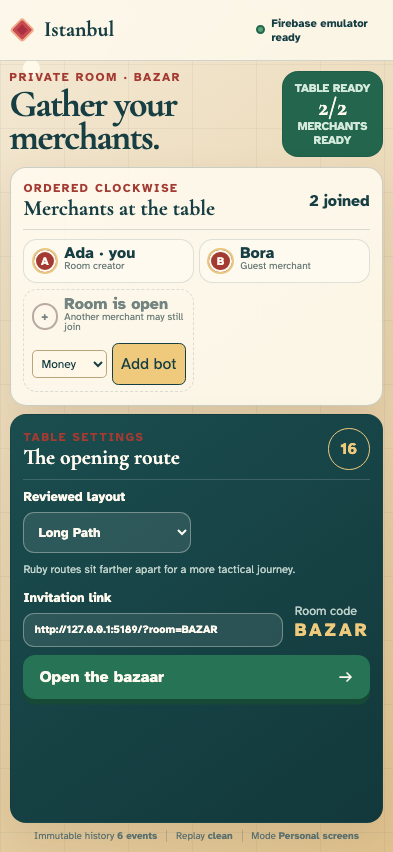 Istanbul
Firebase emulator
ready
PRIVATE ROOM · BAZAR
Gather your
merchants.
TABLE READY
2/2
MERCHANTS
READY
ORDERED CLOCKWISE
Merchants at the table
2 joined
A
Ada · you
Room creator
B
Bora
Guest merchant
+
Room is open
Another merchant may still
join
Money
Add bot
TABLE SETTINGS
The opening route
16
Reviewed layout
Long Path
Ruby routes sit farther apart for a more tactical journey.
Invitation link
http://127.0.0.1:5189/?room=BAZAR
Room code
BAZAR
Open the bazaar →
Immutable history 6 events
Replay clean
Mode Personal screens